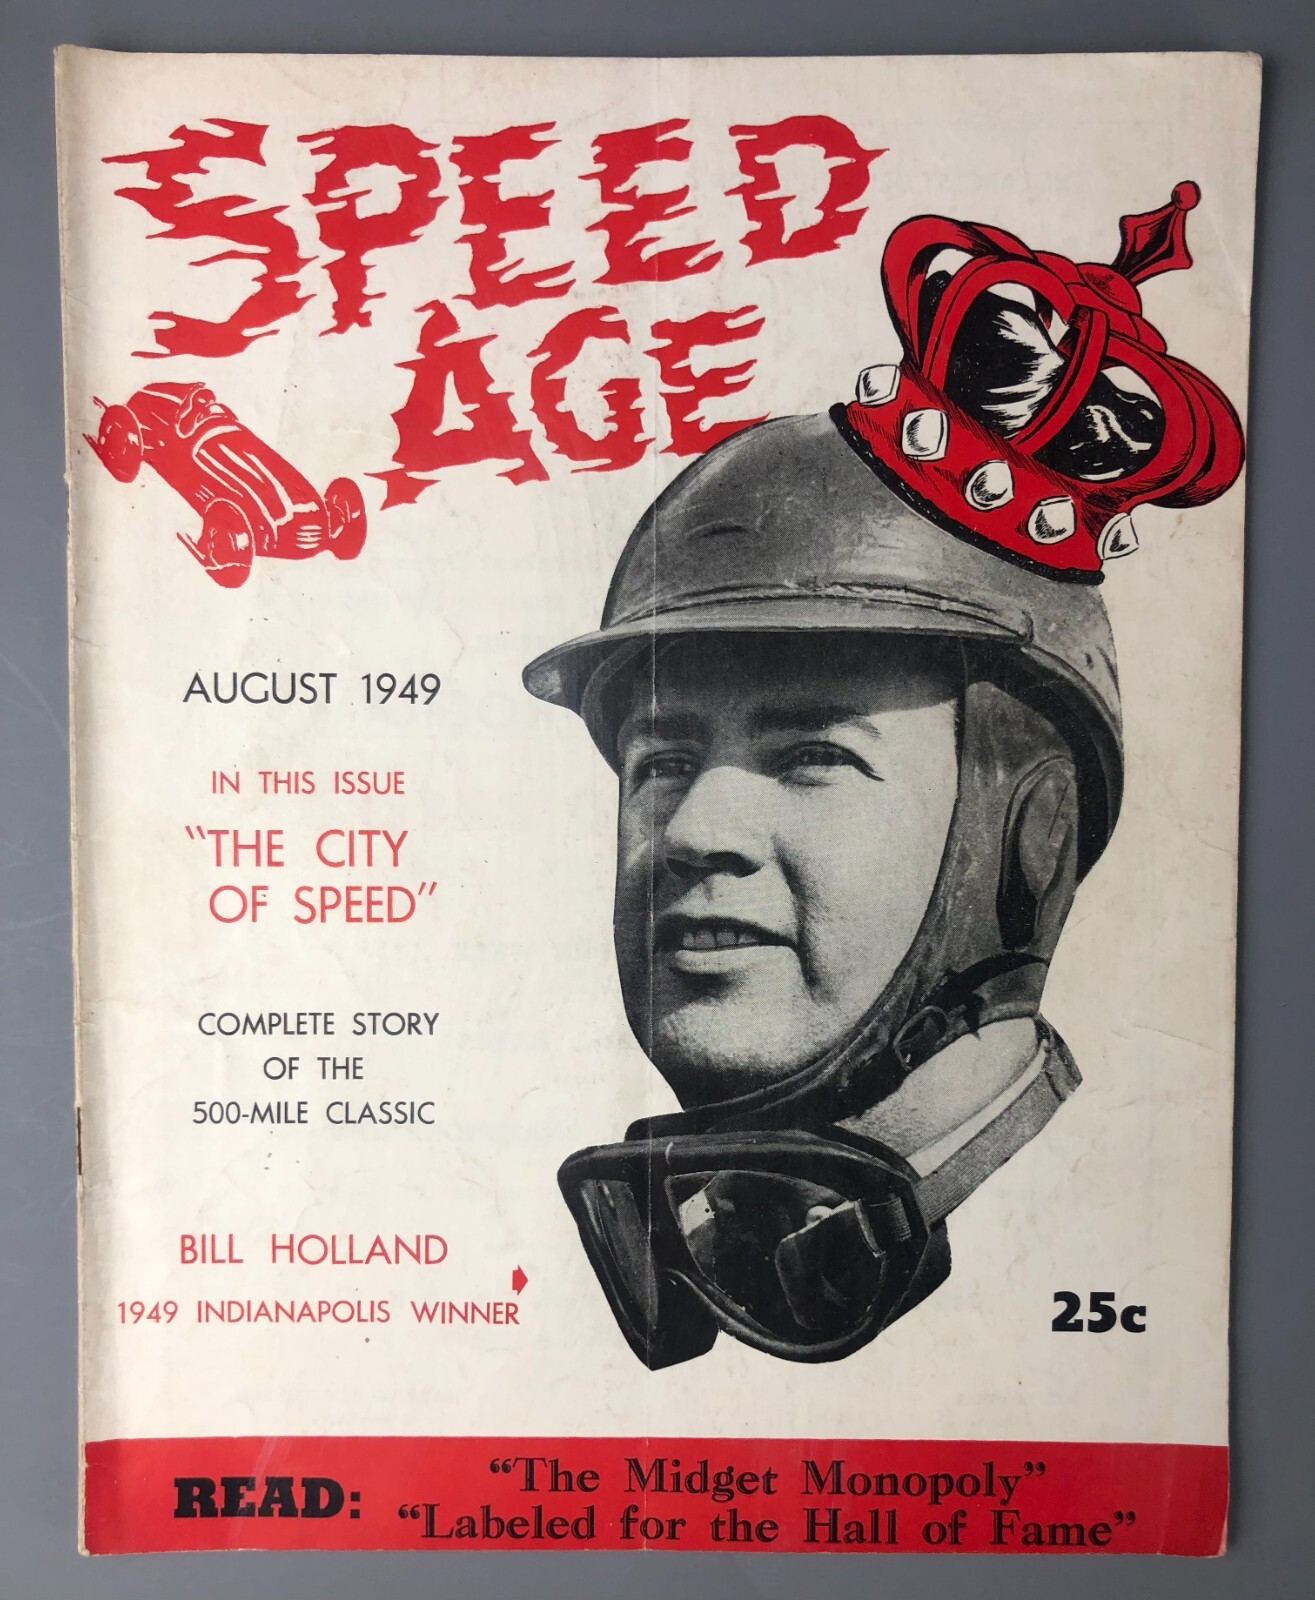 SPEED
AGE
AUGUST 1949
IN THIS ISSUE
"THE CITY
OF SPEED"
COMPLETE STORY
OF THE
500-MILE CLASSIC
BILL HOLLAND
1949 INDIANAPOLIS WINNER
25c
READ:
“The Midget Monopoly”
“Labeled for the Hall of Fame”